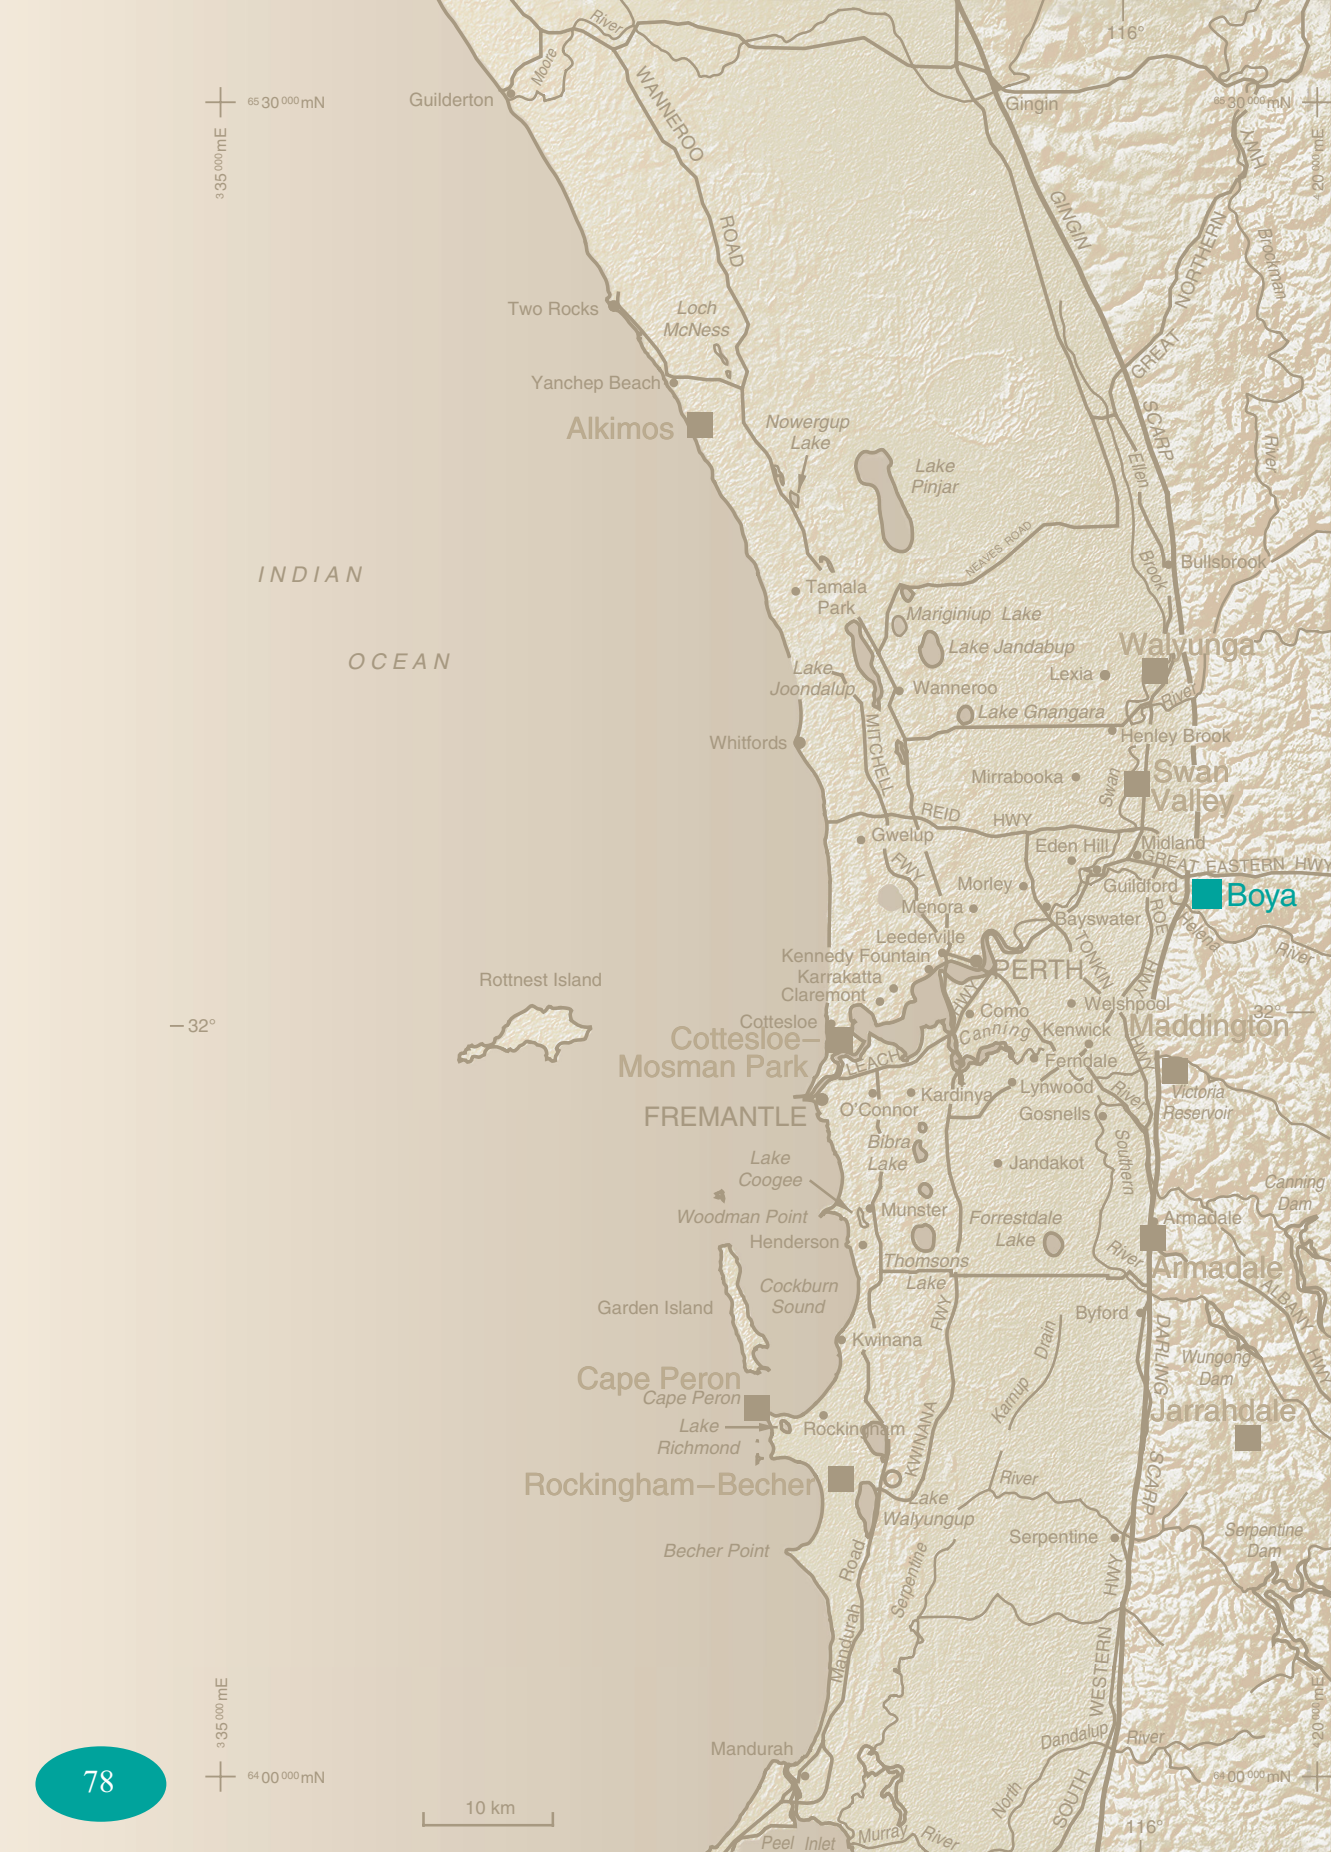 River
116°
Moore
WANNEROO
Guilderton
65 30 000 mN
Gingin
65 30 000 mN
HWY
3 35 000 mE
20 000 mE
ROAD
GINGIN
NORTHERN
Brockman
Two Rocks
Loch
McNess
GREAT
Yanchep Beach
Alkimos
Nowergup
Lake
SCARP
Ellen
River
Lake
Pinjar
NEAVES ROAD
INDIAN
Brook
Bullsbrook
Tamala
Park
Mariginiup Lake
Lake Jandabup
Walyunga
OCEAN
Lake
Joondalup
Lexia
Wanneroo
River
Lake Gnangara
MITCHELL
Whitfords
Henley Brook
Mirrabooka
Swan
Swan
Valley
REID
HWY
Gwelup
Eden Hill
Midland
GREAT EASTERN HWY
FWY
Morley
Guildford
Boya
Menora
Bayswater
ROE
Helena
River
Leederville
Kennedy Fountain
PERTH
TONKIN
HWY
Rottnest Island
Karrakatta
Claremont
HWY
Welshpool
32°
Como
32°
Cottesloe
Canning
Kenwick
Maddington
Cottesloe–
Mosman Park
HWY
LEACH
Ferndale
Lynwood
River
Victoria
Reservoir
Kardinya
O'Connor
FREMANTLE
Gosnells
Bibra
Lake
Southern
Lake
Coogee
Jandakot
Canning
Dam
Woodman Point
Munster
Forrestdale
Lake
Armadale
Henderson
Thomsons
Lake
River
Armadale
Cockburn
Sound
Garden Island
FWY
ALBANY
HWY
Byford
Kwinana
Drain
DARLING
Wungong
Dam
Cape Peron
Cape Peron
Karnup
Jarrahdale
Lake
Richmond
Rockingham
KWINANA
SCARP
Rockingham–Becher
River
Lake
Walyungup
Serpentine
Serpentine
Dam
Becher Point
Road
Serpentine
HWY
Mandurah
WESTERN
3 35 000 mE
20 000 mE
Dandalup
River
Mandurah
78
64 00 000 mN
64 00 000 mN
10 km
North
SOUTH
116°
Peel Inlet
Murray
River